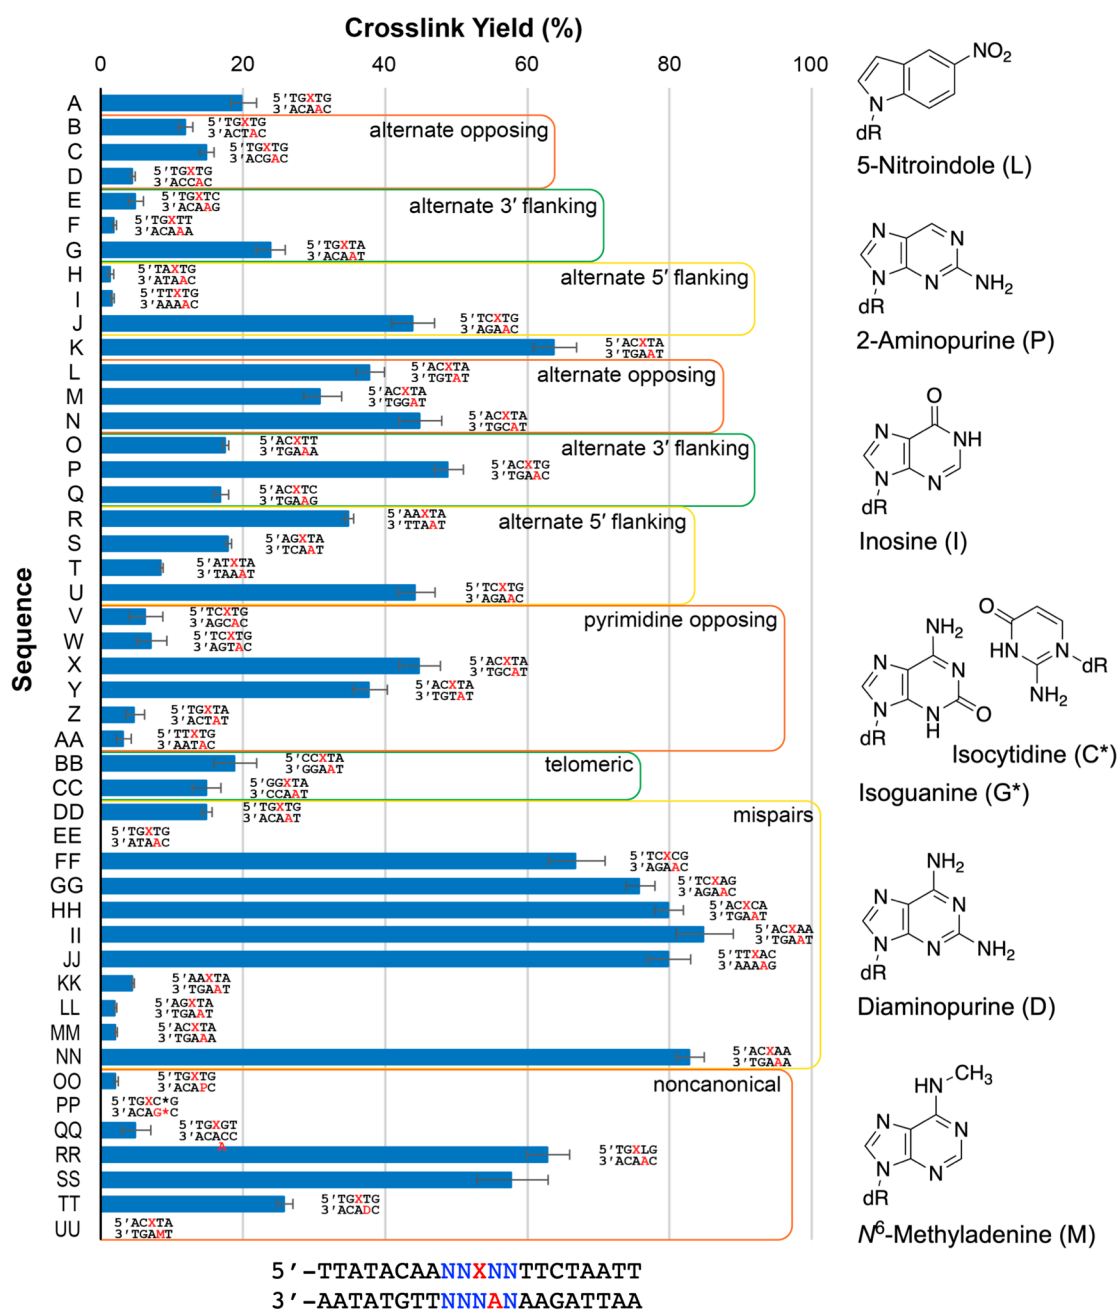 Crosslink Yield (%)
0 20 40 60 80 100
Sequence
A 5'TGXTG
3'ACAAC
alternate opposing
B 5'TGXTG
3'ACTAC
C 5'TGXTG
3'ACGAC
D 5'TGXTG
3'ACCAC
alternate 3′ flanking
E 5'TGXTC
3'ACAAG
F 5'TGXTT
3'ACAAA
G 5'TGXTA
3'ACAAT
alternate 5′ flanking
H 5'TAXTG
3'ATAAC
I 5'TTXTG
3'AAAAC
J 5'TCXTG
3'AGAAC
K 5'ACXTA
3'TGAAT
alternate opposing
L 5'ACXTA
3'TGTAT
M 5'ACXTA
3'TGGAT
N 5'ACXTA
3'TGCAT
alternate 3′ flanking
O 5'ACXTT
3'TGAAA
P 5'ACXTG
3'TGAAC
Q 5'ACXTC
3'TGAAG
alternate 5′ flanking
R 5'AAXTA
3'TTAAT
S 5'AGXTA
3'TCAAT
T 5'ATXTA
3'TAAAT
U 5'TCXTG
3'AGAAC
pyrimidine opposing
V 5'TCXTG
3'AGCAC
W 5'TCXTG
3'AGTAC
X 5'ACXTA
3'TGCAT
Y 5'ACXTA
3'TGTAT
Z 5'TGXTA
3'ACTAT
AA 5'TTXTG
3'AATAC
telomeric
BB 5'CCXTA
3'GGAAT
CC 5'GGXTA
3'CCAAT
mispairs
DD 5'TGXTG
3'ACAAT
EE 5'TGXTG
3'ATAAC
FF 5'TCXCG
3'AGAAC
GG 5'TCXAG
3'AGAAC
HH 5'ACXCA
3'TGAAT
II 5'ACXAA
3'TGAAT
JJ 5'TTXAC
3'AAAAG
KK 5'AAXTA
3'TGAAT
LL 5'AGXTA
3'TGAAT
MM 5'ACXTA
3'TGAAA
NN 5'ACXAA
3'TGAAA
noncanonical
OO 5'TGXTG
3'ACAPC
PP 5'TGXC*G
3'ACAG*C
QQ 5'TGXGT
3'ACACC
A
RR 5'TGXLG
3'ACAAC
SS
TT 5'TGXTG
3'ACADC
UU 5'ACXTA
3'TGAMT
5′–TTATACAANNXNNTTCTAATT
3′–AATATGTTNNNANAAGATTAA
NO2
N
dR
5-Nitroindole (L)
N N
N N NH2
dR
2-Aminopurine (P)
O
N NH
N N
dR
Inosine (I)
O NH2
HN N dR
NH2
N N
N N O
H
dR
Isocytidine (C*)
Isoguanine (G*)
NH2
N N
N N NH2
dR
Diaminopurine (D)
HN CH3
N N
N N
dR
N6-Methyladenine (M)